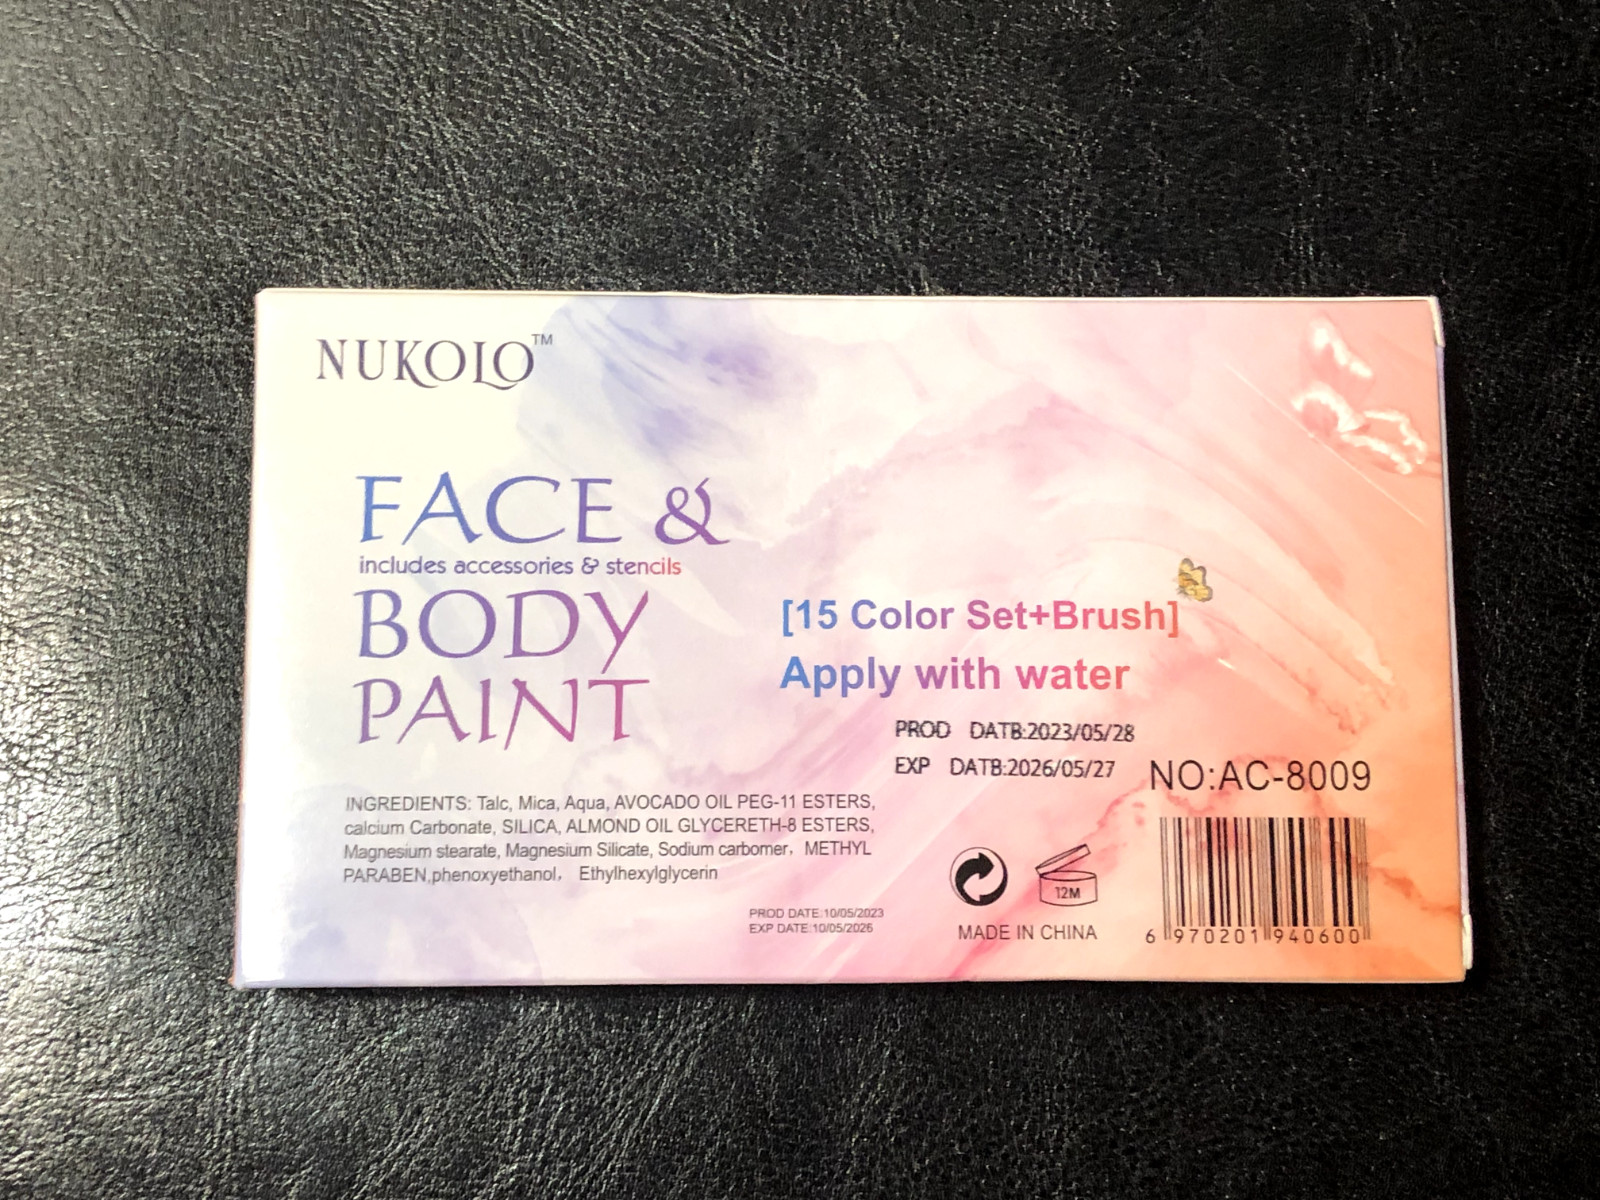 NUKOLO™
FACE &
includes accessories & stencils
BODY
PAINT
[15 Color Set+Brush]
Apply with water
PROD DATB:2023/05/28
EXP DATB:2026/05/27
NO:AC-8009
INGREDIENTS: Talc, Mica, Aqua, AVOCADO OIL PEG-11 ESTERS,
calcium Carbonate, SILICA, ALMOND OIL GLYCERETH-8 ESTERS,
Magnesium stearate, Magnesium Silicate, Sodium carbomer, METHYL
PARABEN,phenoxyethanol, Ethylhexylglycerin
PROD DATE:10/05/2023
EXP DATE:10/05/2026
12M
MADE IN CHINA
6 970201 940600